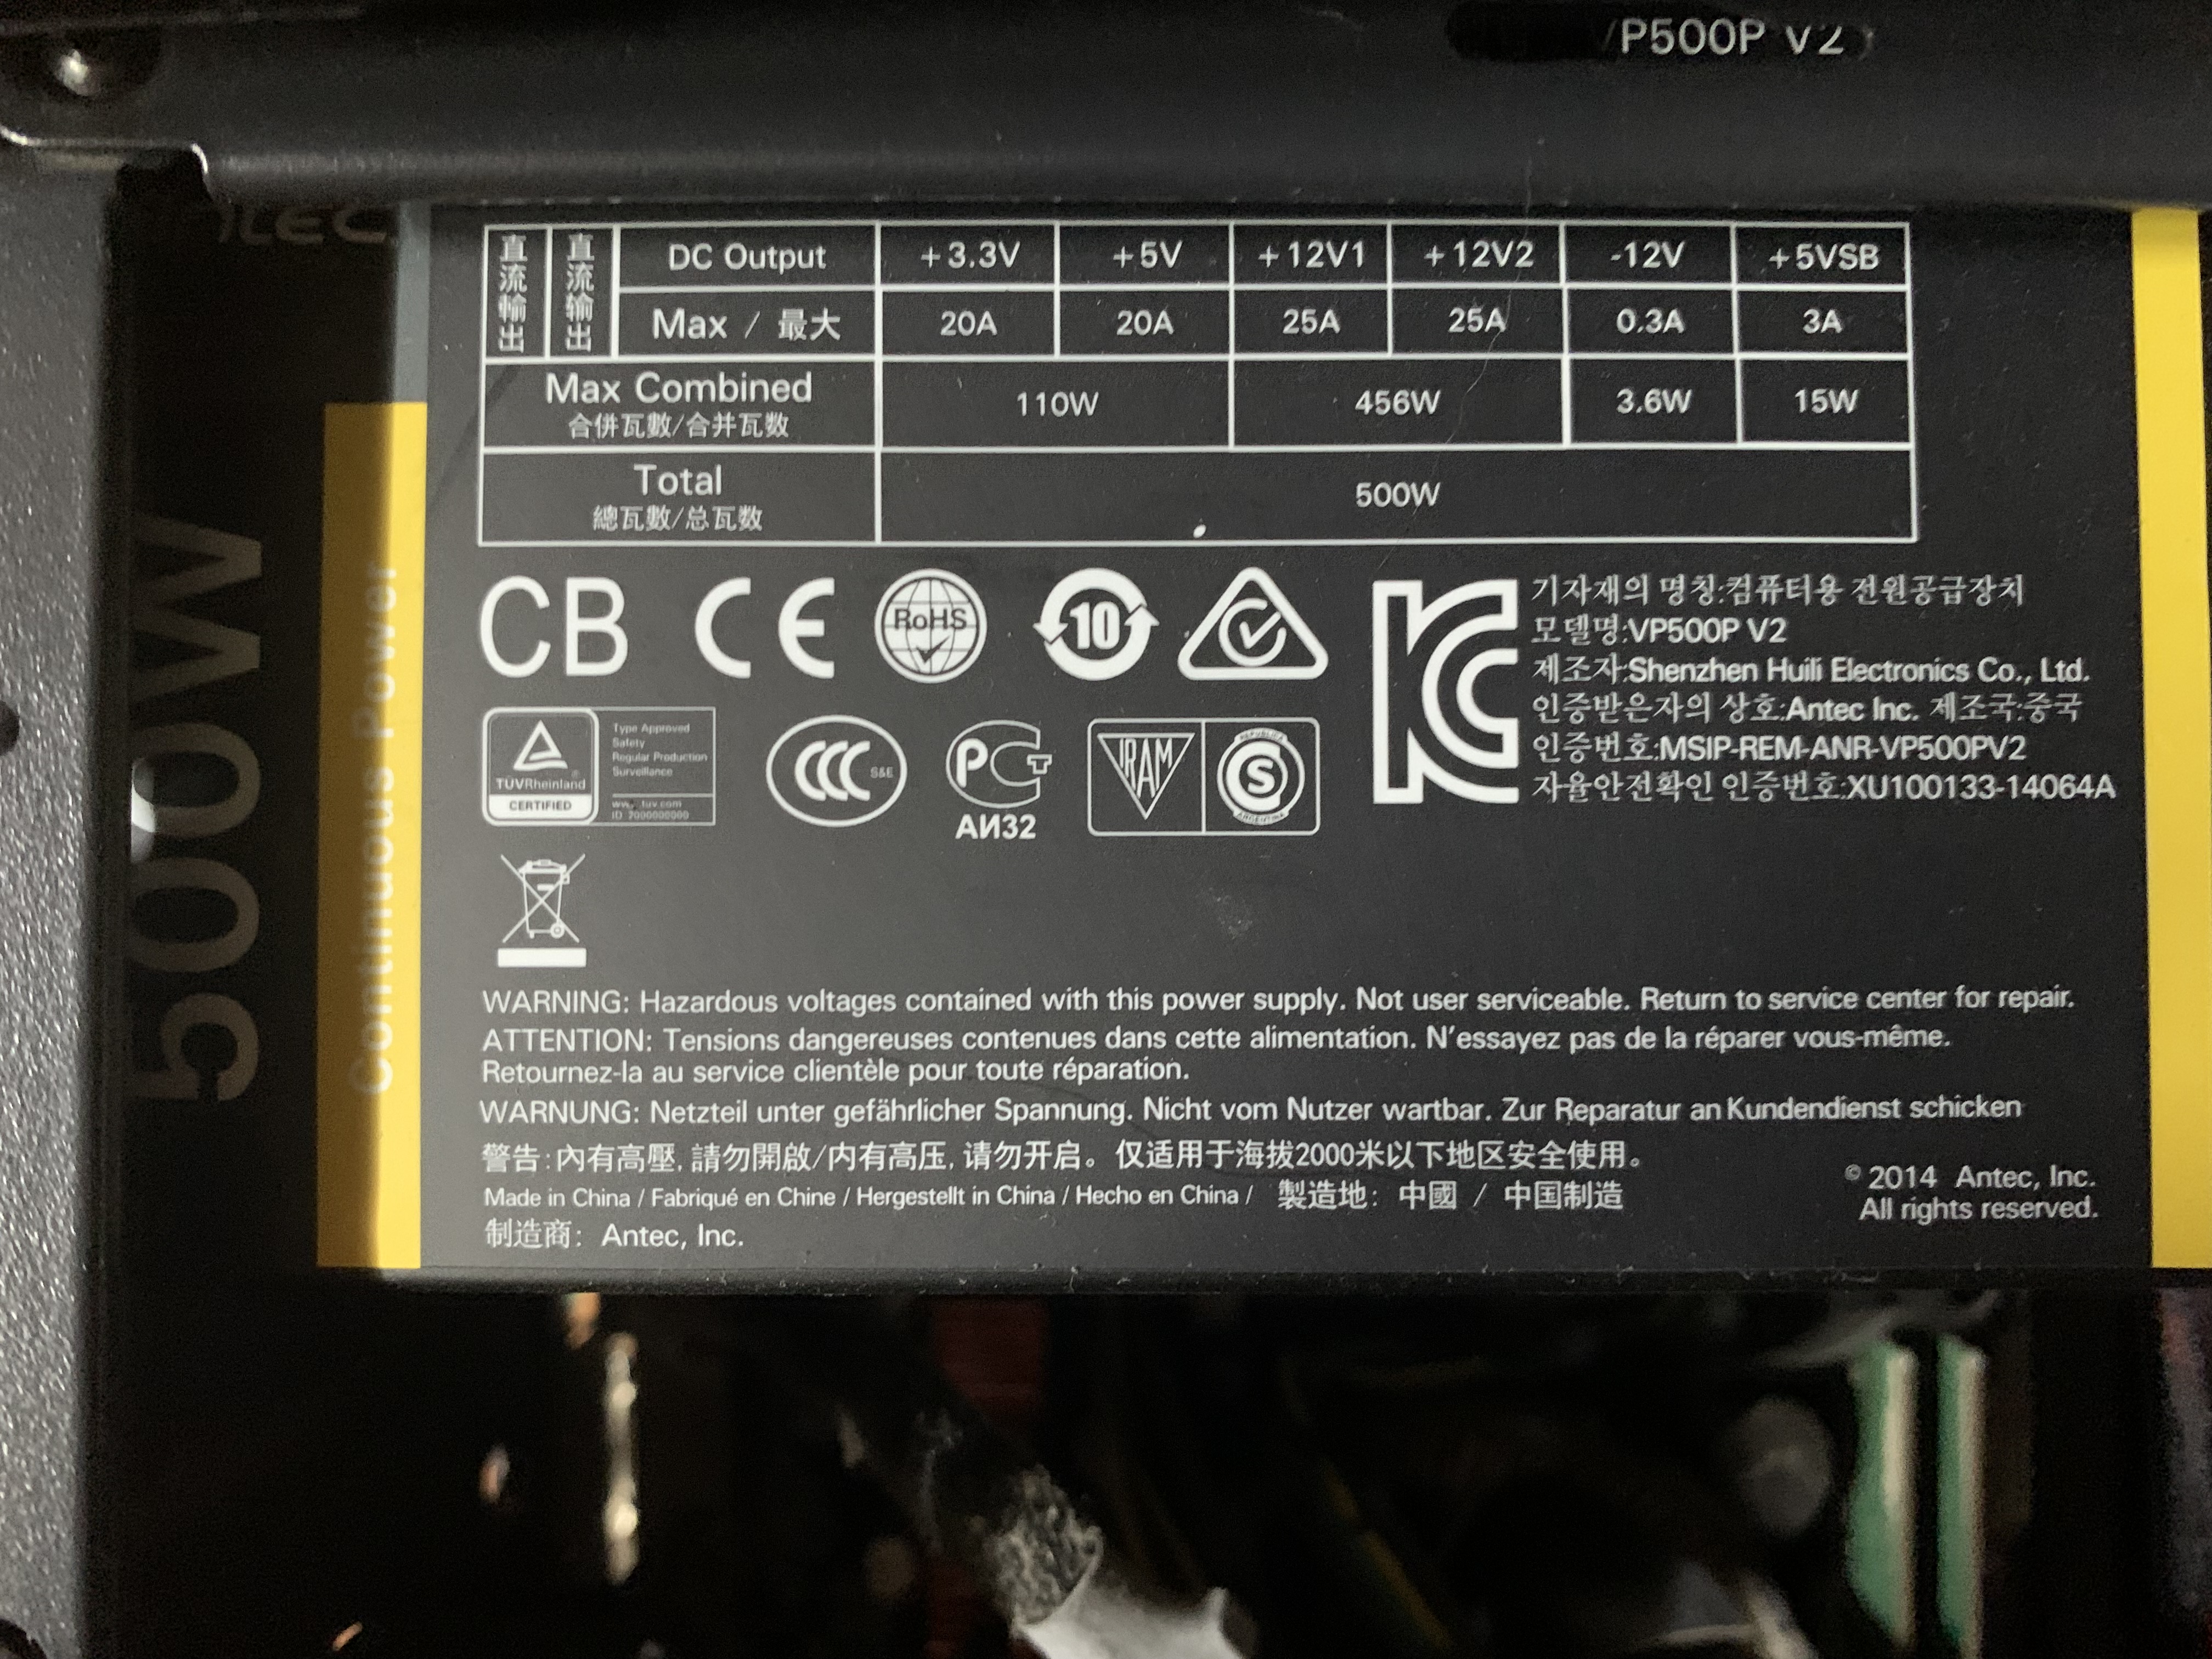 500W
Continuous Power
P500P V2
直流輸出 直流输出 DC Output +3.3V +5V +12V1 +12V2 -12V +5VSB
Max / 最大 20A 20A 25A 25A 0.3A 3A
Max Combined 110W 456W 3.6W 15W
合併瓦數/合并瓦数
Total 500W
總瓦數/总瓦数
CB CE RoHS 10
기자재의 명칭:컴퓨터용 전원공급장치
모델명:VP500P V2
제조자:Shenzhen Huili Electronics Co., Ltd.
인증받은자의 상호:Antec Inc. 제조국:중국
인증번호:MSIP-REM-ANR-VP500PV2
자율안전확인 인증번호:XU100133-14064A
TÜVRheinland
CERTIFIED
Type Approved
Safety
Regular Production
Surveillance
www.tuv.com
ID 2000000000
S&E
АИ32
IRAM
S
WARNING: Hazardous voltages contained with this power supply. Not user serviceable. Return to service center for repair.
ATTENTION: Tensions dangereuses contenues dans cette alimentation. N'essayez pas de la réparer vous-même.
Retournez-la au service clientèle pour toute réparation.
WARNUNG: Netzteil unter gefährlicher Spannung. Nicht vom Nutzer wartbar. Zur Reparatur an Kundendienst schicken
警告:內有高壓, 請勿開啟/内有高压, 请勿开启。 仅适用于海拔2000米以下地区安全使用。
Made in China / Fabriqué en Chine / Hergestellt in China / Hecho en China / 製造地: 中國 / 中国制造
制造商: Antec, Inc.
© 2014 Antec, Inc.
All rights reserved.